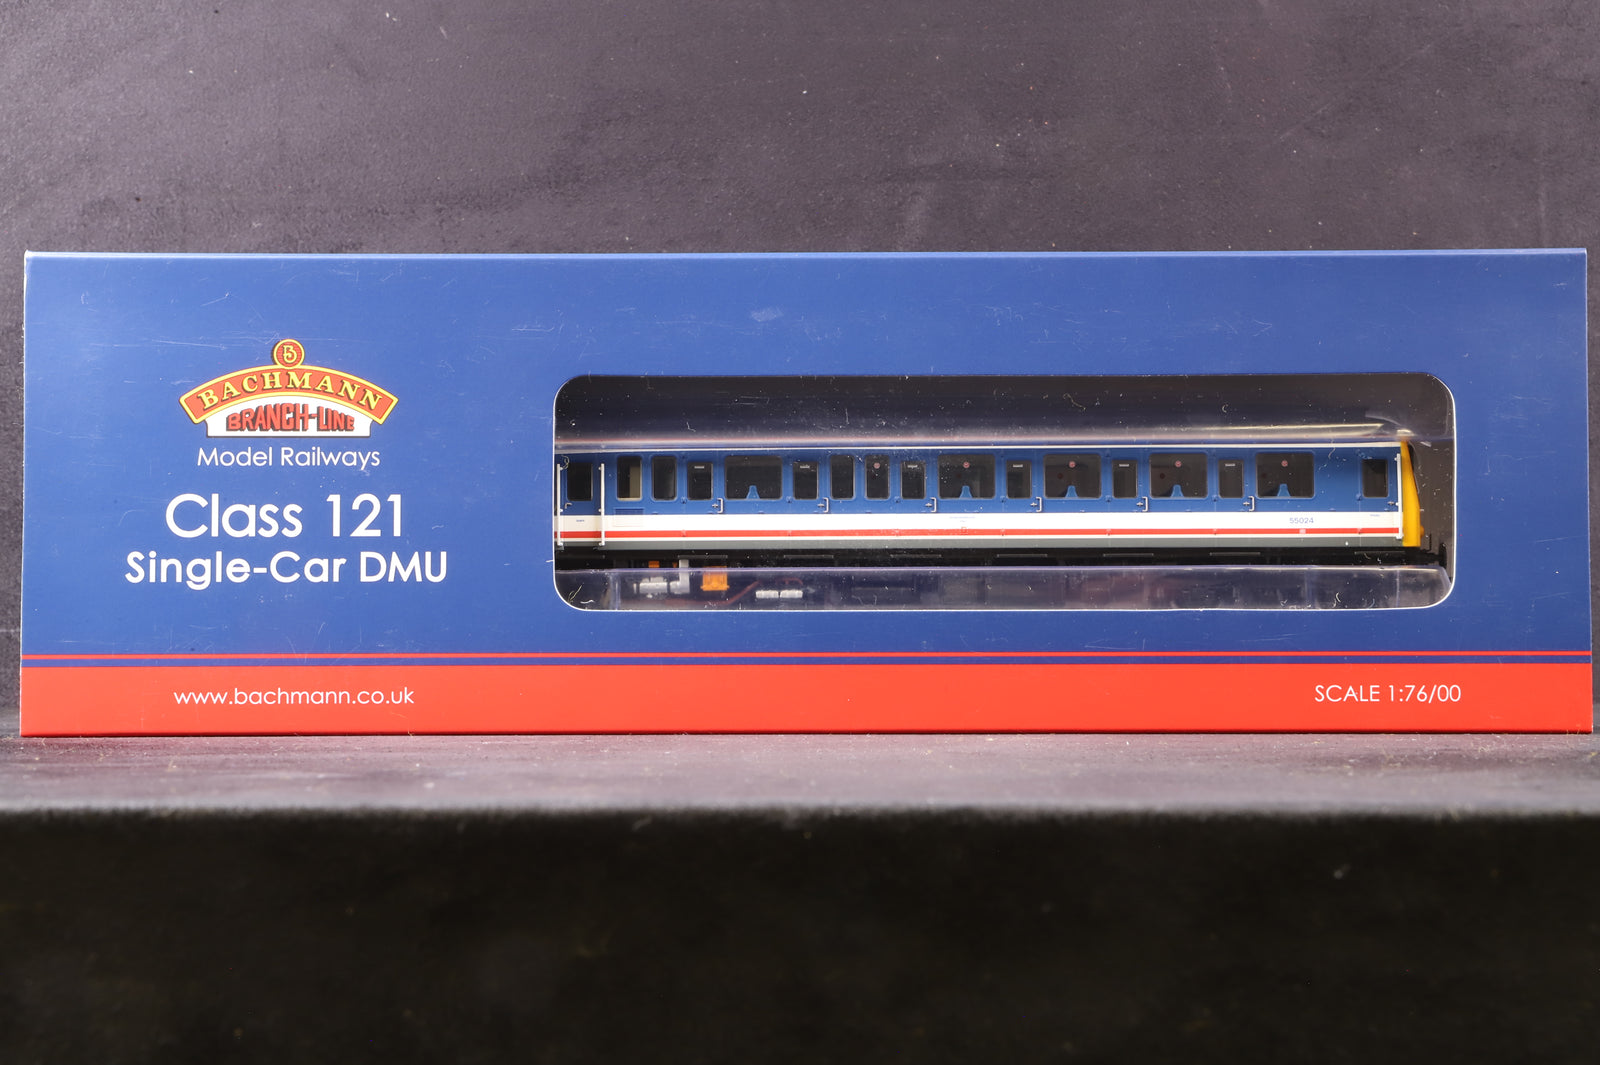 BACHMANN
BRANCH-LINE
Model Railways
Class 121
Single-Car DMU
55024
www.bachmann.co.uk
SCALE 1:76/00